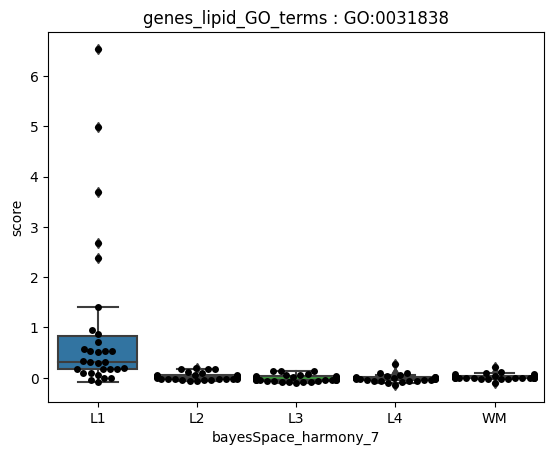 genes_lipid_GO_terms : GO:0031838
6
5
4
3
2
1
0
score
L1 L2 L3 L4 WM
bayesSpace_harmony_7